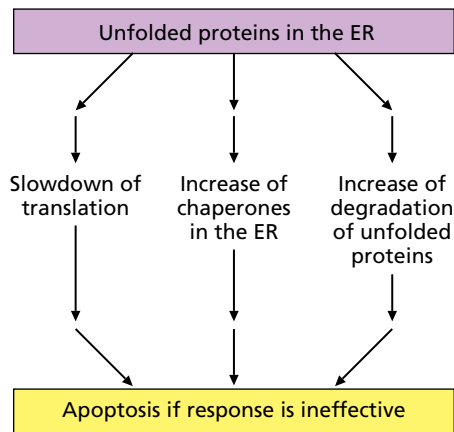 Unfolded proteins in the ER
Slowdown of
translation
Increase of
chaperones
in the ER
Increase of
degradation
of unfolded
proteins
Apoptosis if response is ineffective